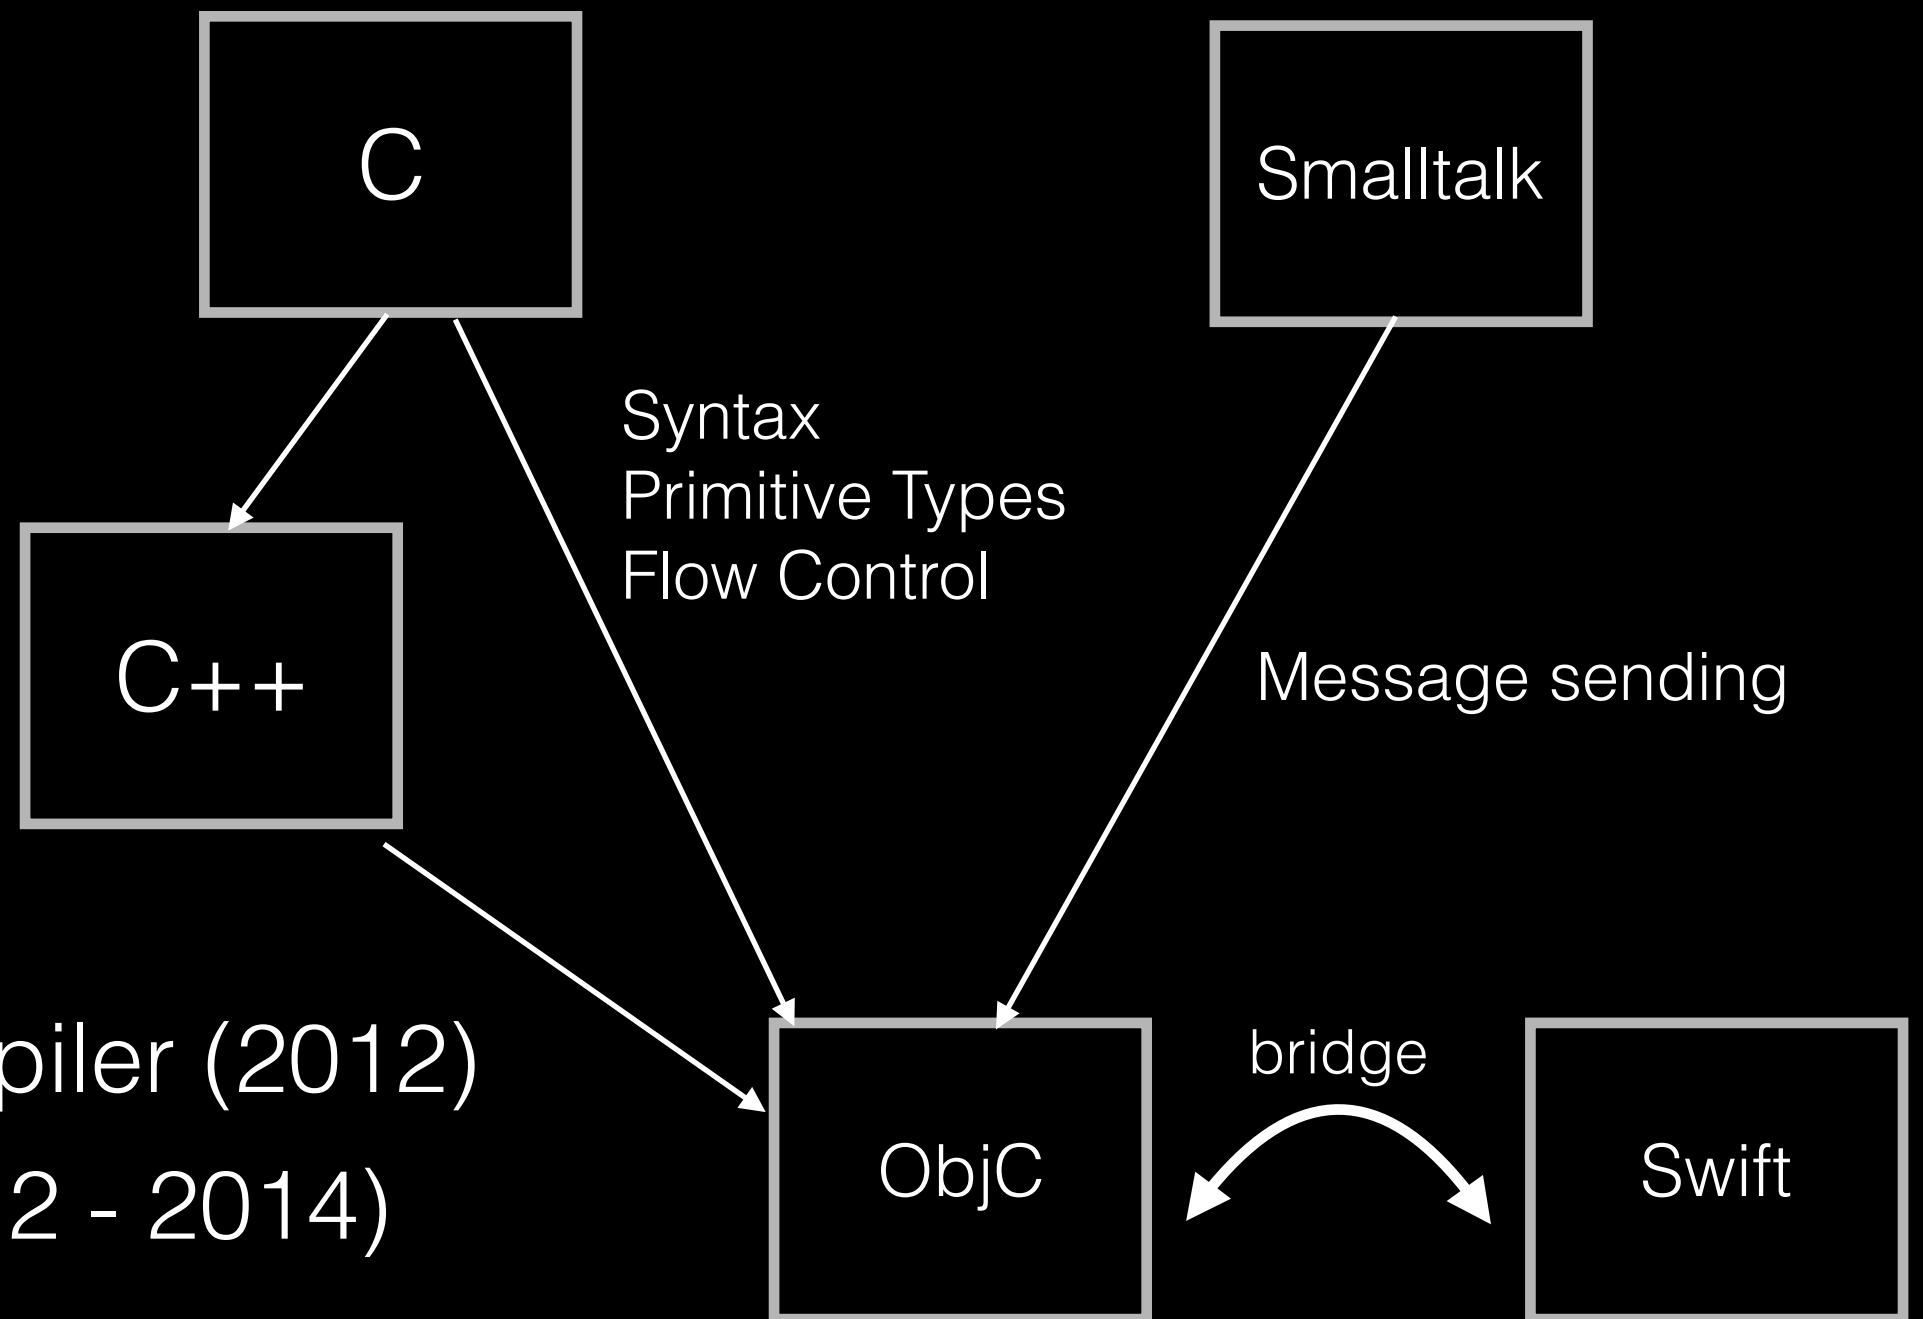 C
Smalltalk
Syntax
Primitive Types
Flow Control
C++
Message sending
piler (2012)
2 - 2014)
bridge
ObjC
Swift